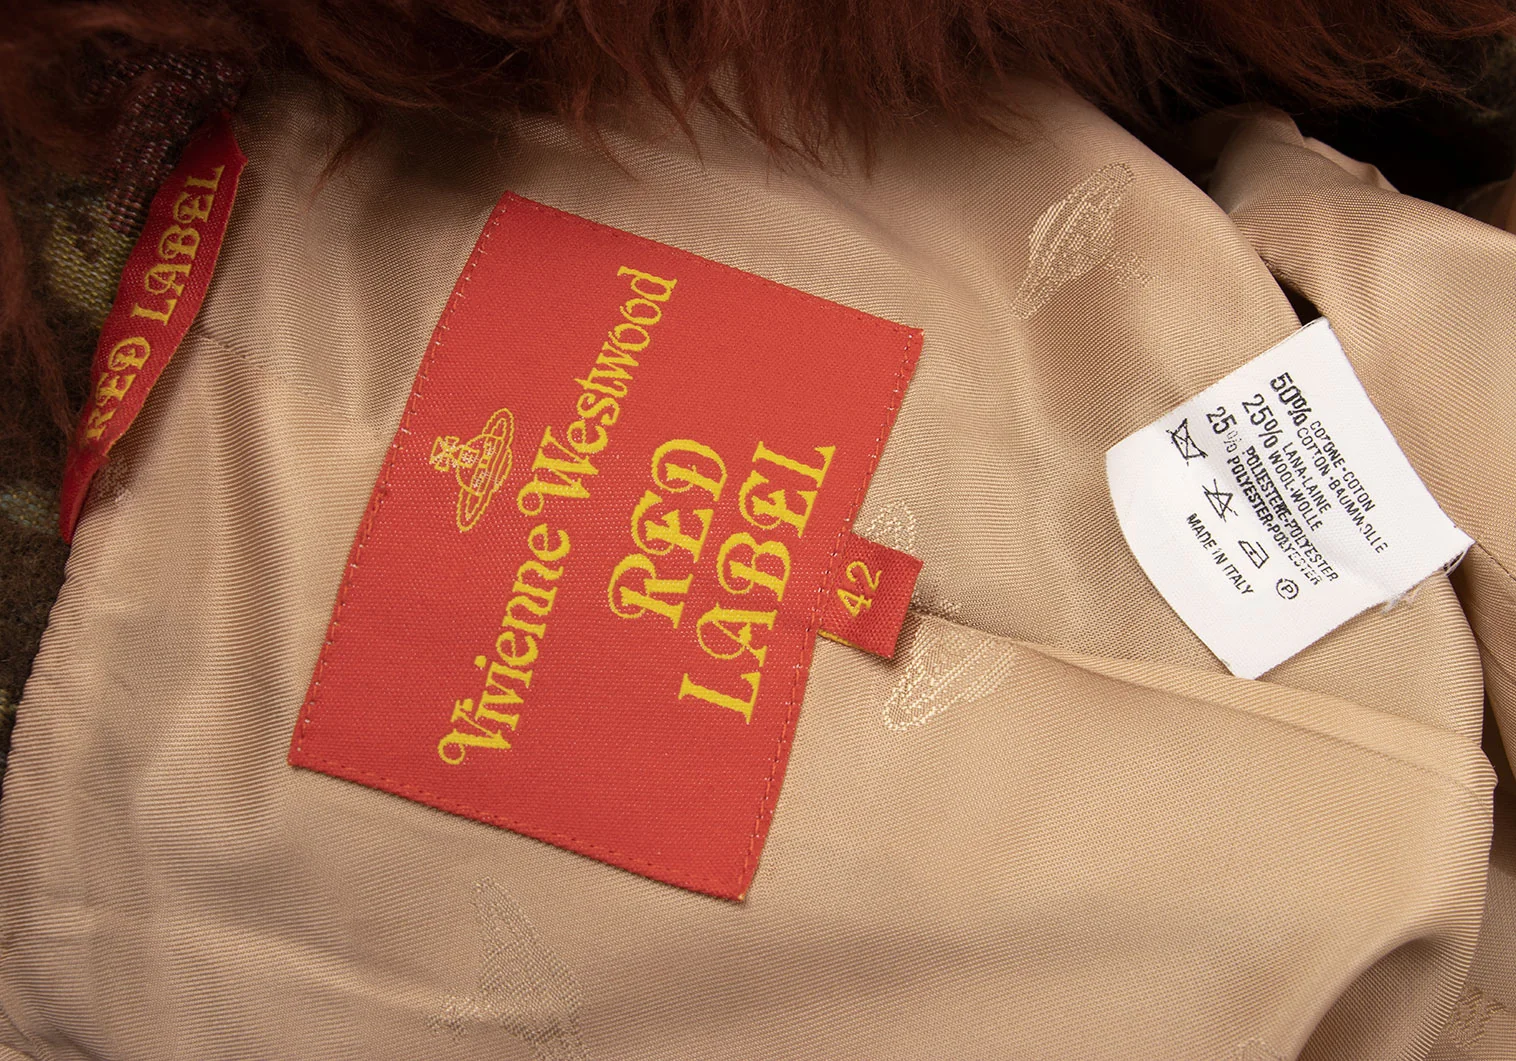 RED LABEL
Vivienne Westwood
RED
LABEL
42
50% COTONE·COTON
COTTON·BAUMWOLLE
25% LANA·LAINE
WOOL·WOLLE
25% POLIESTERE·POLYESTER
POLYESTER·POLYESTER
P
MADE IN ITALY